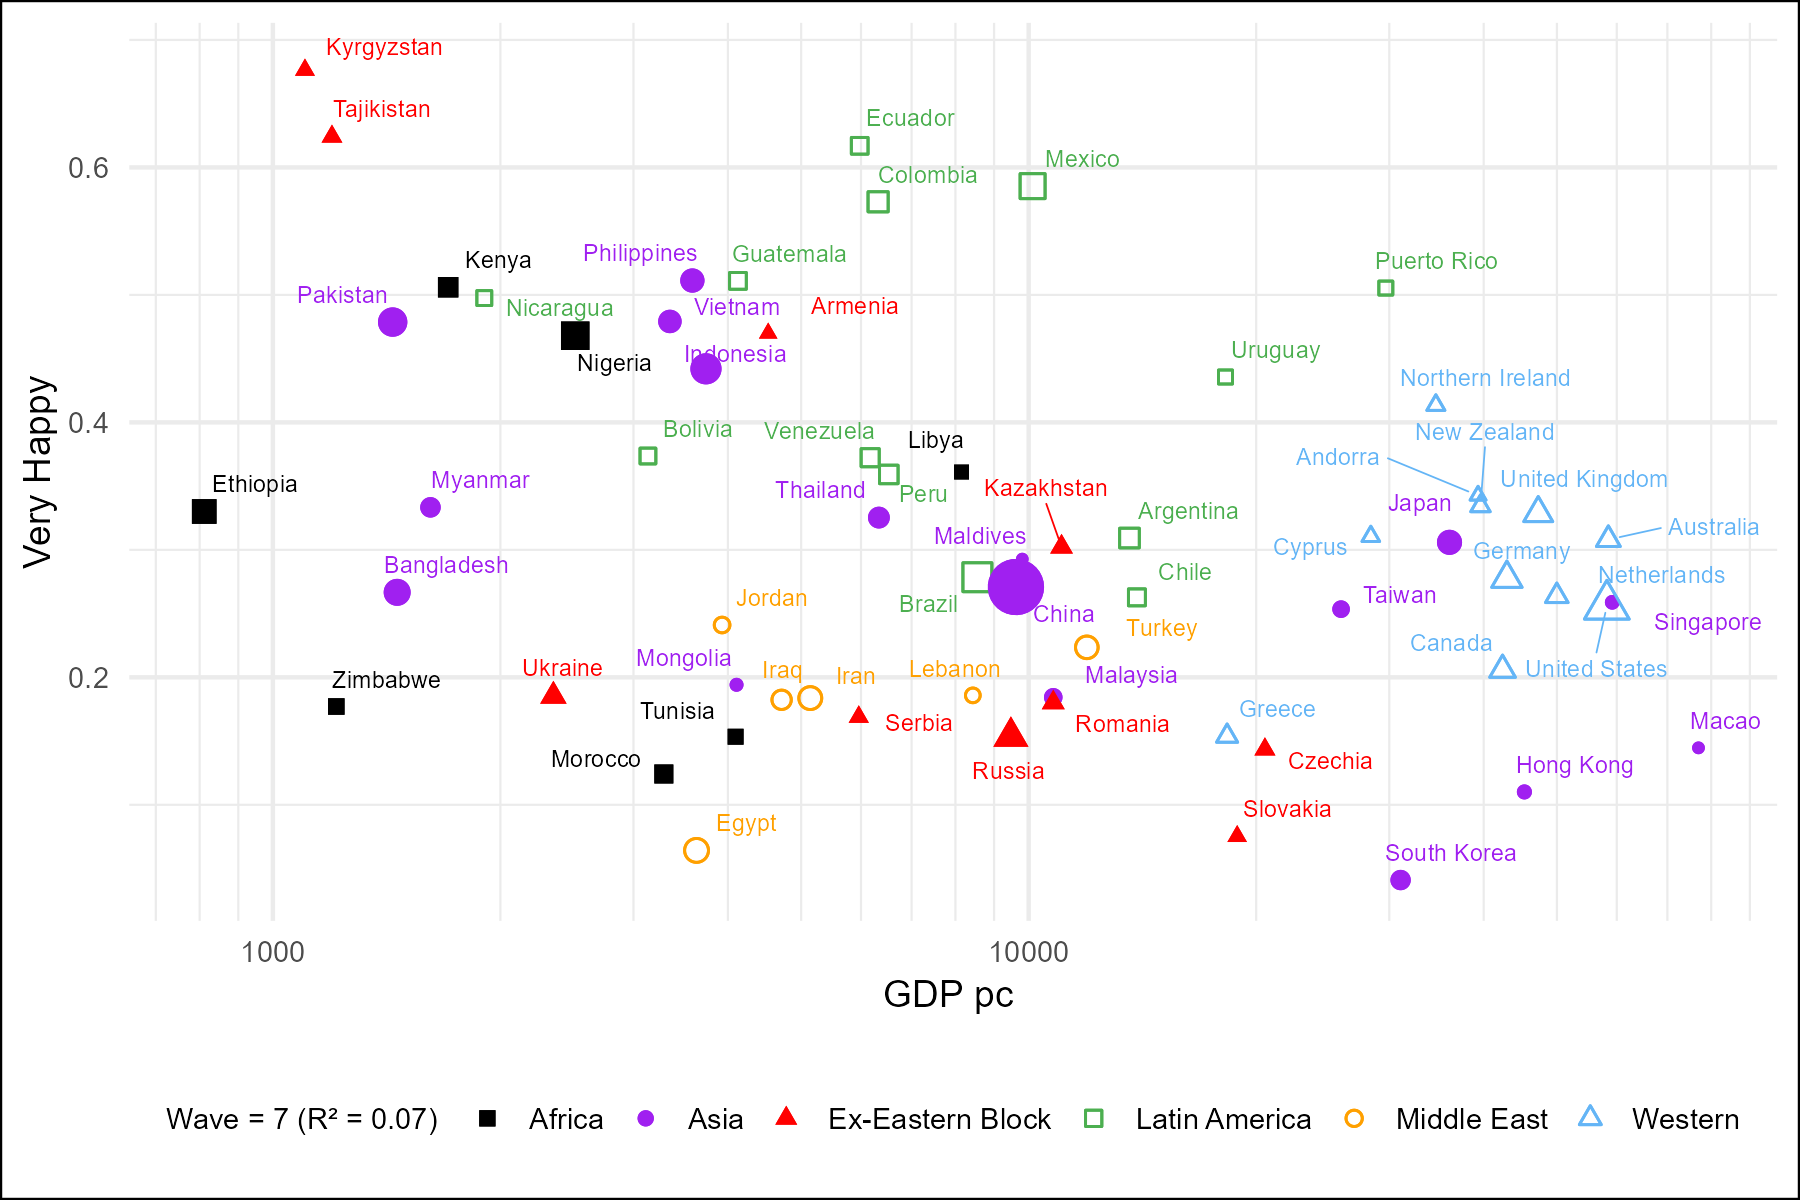 Kyrgyzstan
Tajikistan
Ecuador
Mexico
Colombia
0.6
Philippines
Guatemala
Kenya
Puerto Rico
Pakistan
Nicaragua
Vietnam
Armenia
Nigeria
Indonesia
Uruguay
Northern Ireland
0.4
Bolivia
Venezuela
Libya
New Zealand
Andorra
Ethiopia
Myanmar
Thailand
Peru
Kazakhstan
United Kingdom
Japan
Argentina
Australia
Maldives
Cyprus
Germany
Bangladesh
Chile
Netherlands
Jordan
Brazil
China
Taiwan
Turkey
Singapore
Canada
Mongolia
Ukraine
Iraq
Iran
Lebanon
Malaysia
United States
0.2
Zimbabwe
Tunisia
Serbia
Romania
Greece
Macao
Morocco
Russia
Czechia
Hong Kong
Egypt
Slovakia
South Korea
Very Happy
1000
10000
GDP pc
Wave = 7 (R² = 0.07)
Africa
Asia
Ex-Eastern Block
Latin America
Middle East
Western